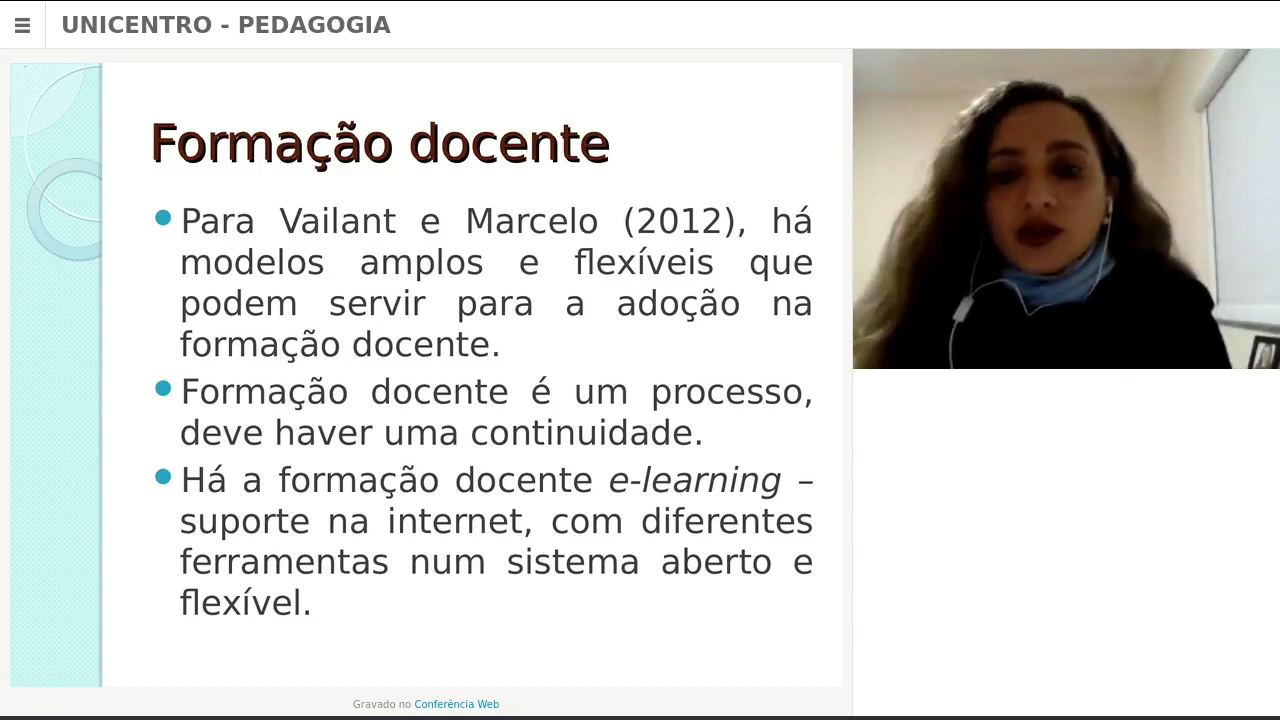 UNICENTRO - PEDAGOGIA
Formação docente
Para Vailant e Marcelo (2012), há
modelos amplos e flexíveis que
podem servir para a adoção na
formação docente.
Formação docente é um processo,
deve haver uma continuidade.
Há a formação docente e-learning –
suporte na internet, com diferentes
ferramentas num sistema aberto e
flexível.
Gravado no Conferência Web